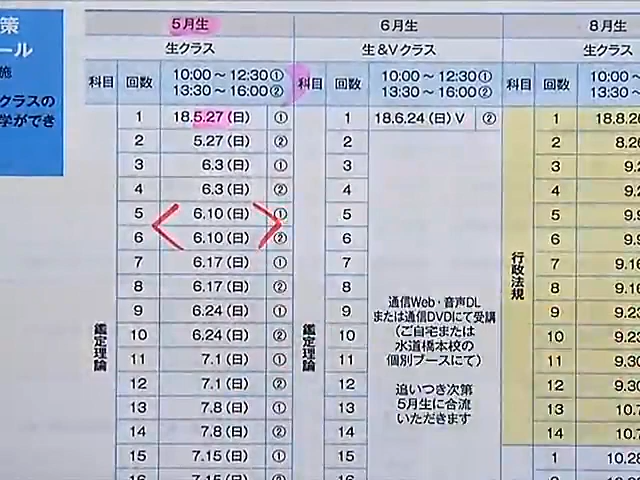 策
ール
施
クラスの
学ができ
5月生 6月生 8月生
生クラス 生&Vクラス 生クラス
科目 回数 10:00～12:30① 13:30～16:00② 科目 回数 10:00～12:30① 13:30～16:00② 科目 回数 10:00～ 13:30～
鑑定理論 鑑定理論 行政法規
1 18.5.27(日) ① 1 18.6.24(日)V ② 1 18.8.26
2 5.27(日) ② 2 2 8.26
3 6.3(日) ① 3 3 9.2
4 6.3(日) ② 4 4 9.2
5 6.10(日) ① 5 5 9.9
6 6.10(日) ② 6 6 9.9
7 6.17(日) ① 7 7 9.16
8 6.17(日) ② 8 8 9.16
9 6.24(日) ① 9 9 9.23
10 6.24(日) ② 10 10 9.23
11 7.1(日) ① 11 11 9.30
12 7.1(日) ② 12 12 9.30
13 7.8(日) ① 13 13 10.7
14 7.8(日) ② 14 14 10.7
15 7.15(日) ① 15 1 10.28
16 7.15(日) ② 16
通信Web・音声DL
または通信DVDにて受講
(ご自宅または
水道橋本校の
個別ブースにて)
追いつき次第
5月生に合流
いただきます